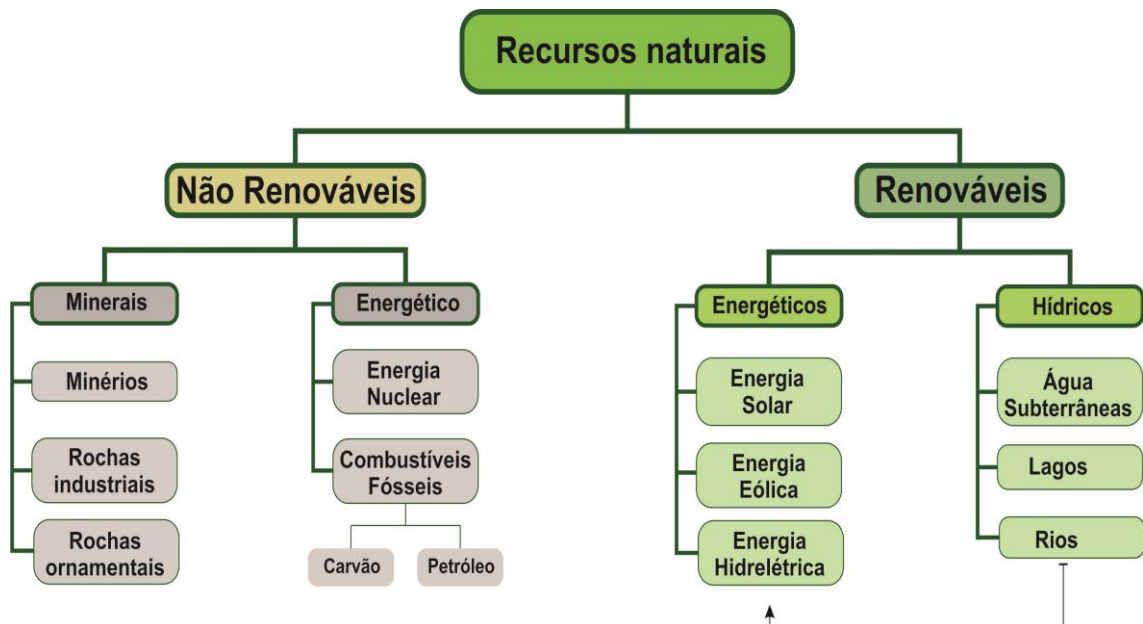 Recursos naturais
Não Renováveis
Renováveis
Minerais
Energético
Energéticos
Hídricos
Minérios
Energia
Nuclear
Energia
Solar
Água
Subterrâneas
Rochas
industriais
Combustíveis
Fósseis
Energia
Eólica
Lagos
Rochas
ornamentais
Carvão
Petróleo
Energia
Hidrelétrica
Rios